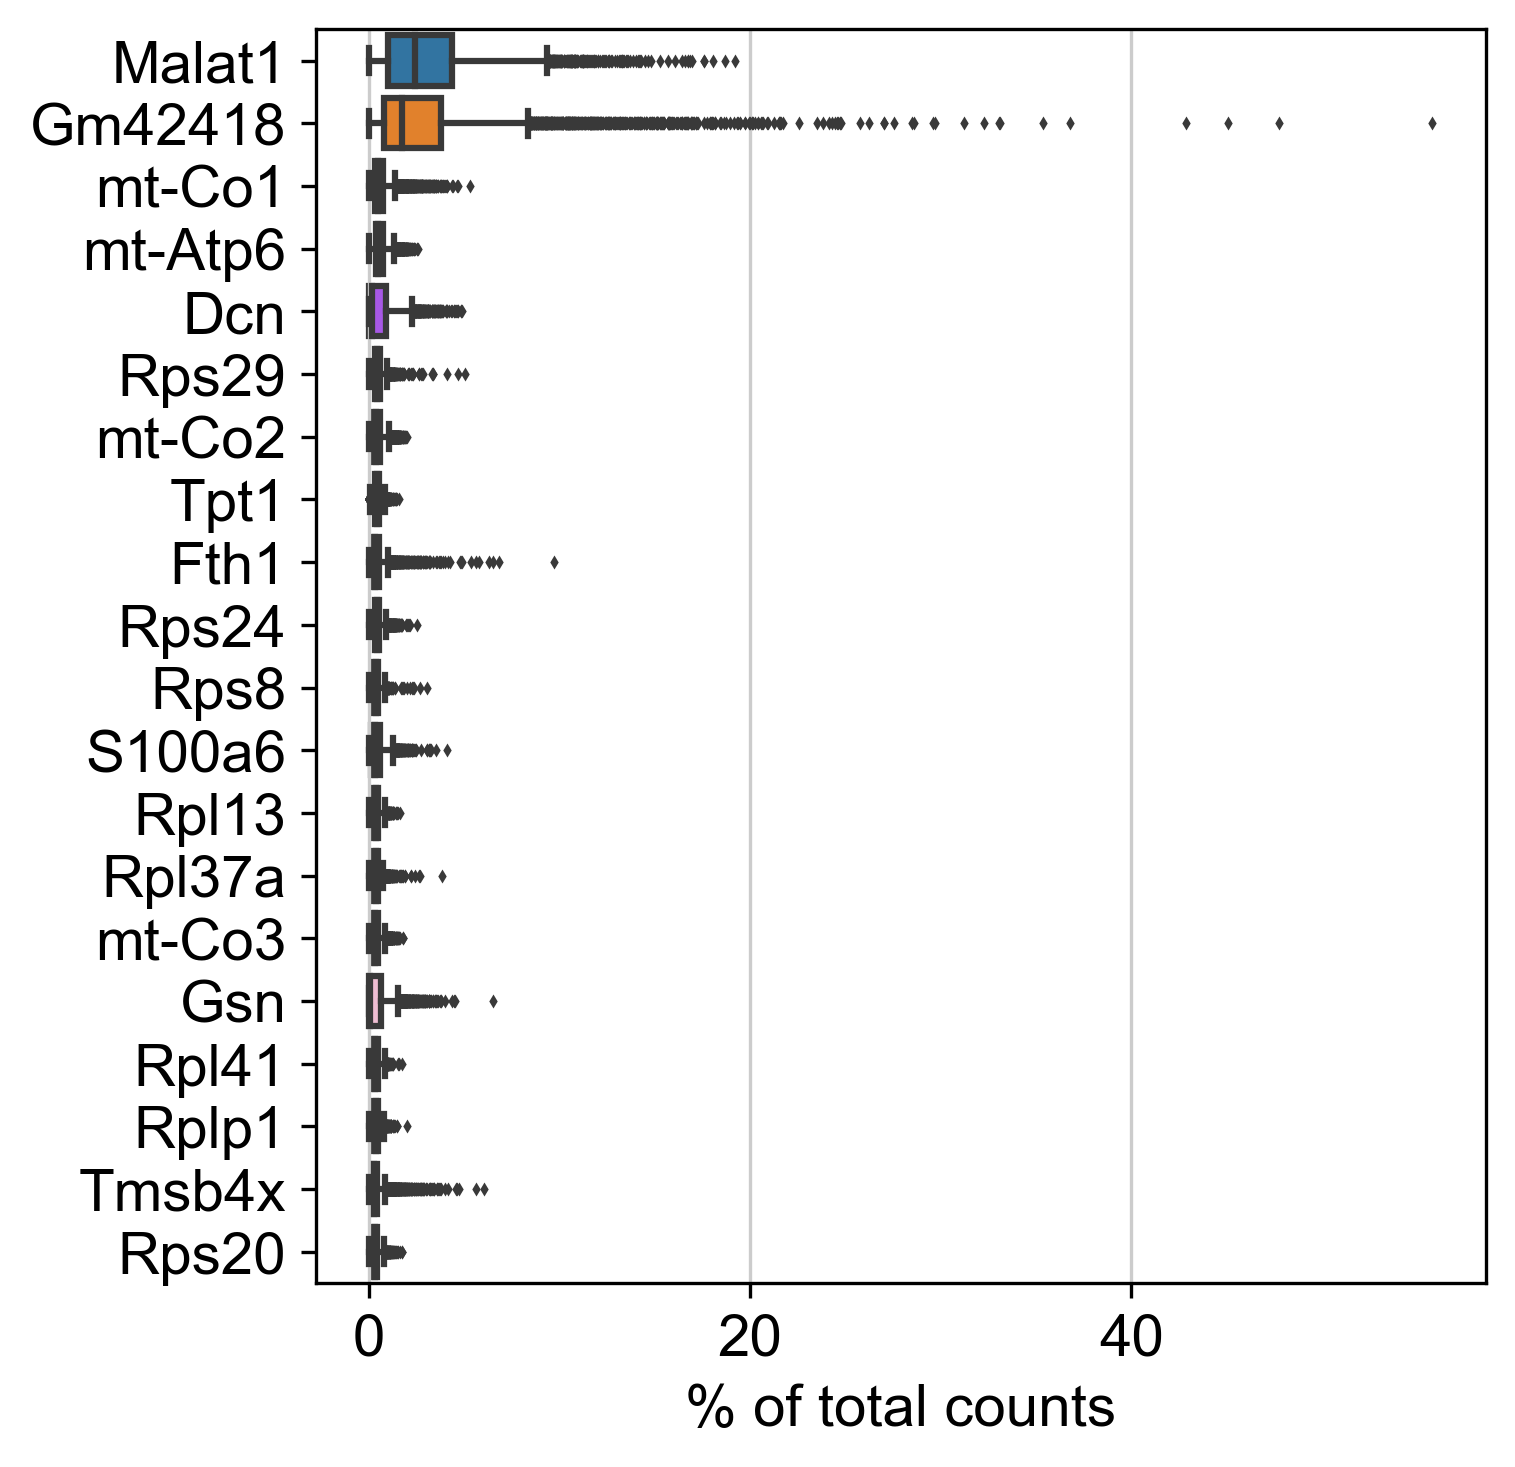 Malat1
Gm42418
mt-Co1
mt-Atp6
Dcn
Rps29
mt-Co2
Tpt1
Fth1
Rps24
Rps8
S100a6
Rpl13
Rpl37a
mt-Co3
Gsn
Rpl41
Rplp1
Tmsb4x
Rps20
0 20 40
% of total counts